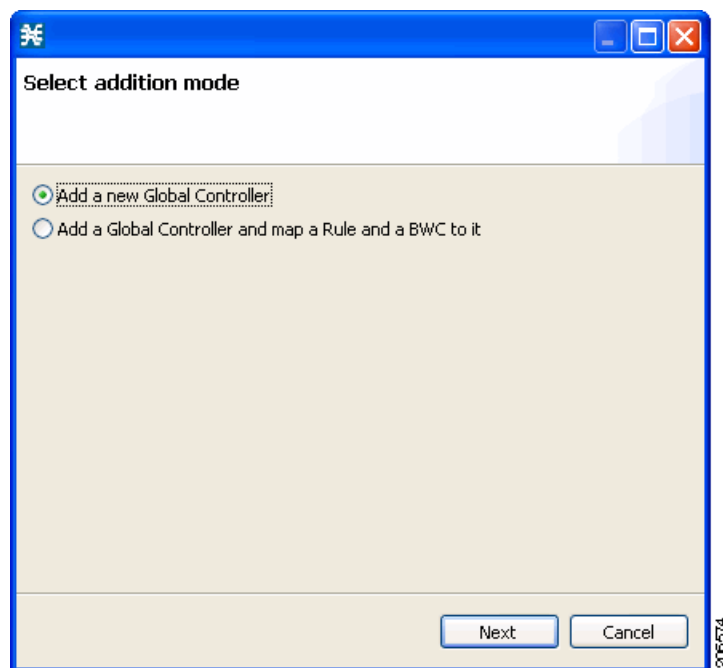 Select addition mode
Add a new Global Controller
Add a Global Controller and map a Rule and a BWC to it
Next
Cancel